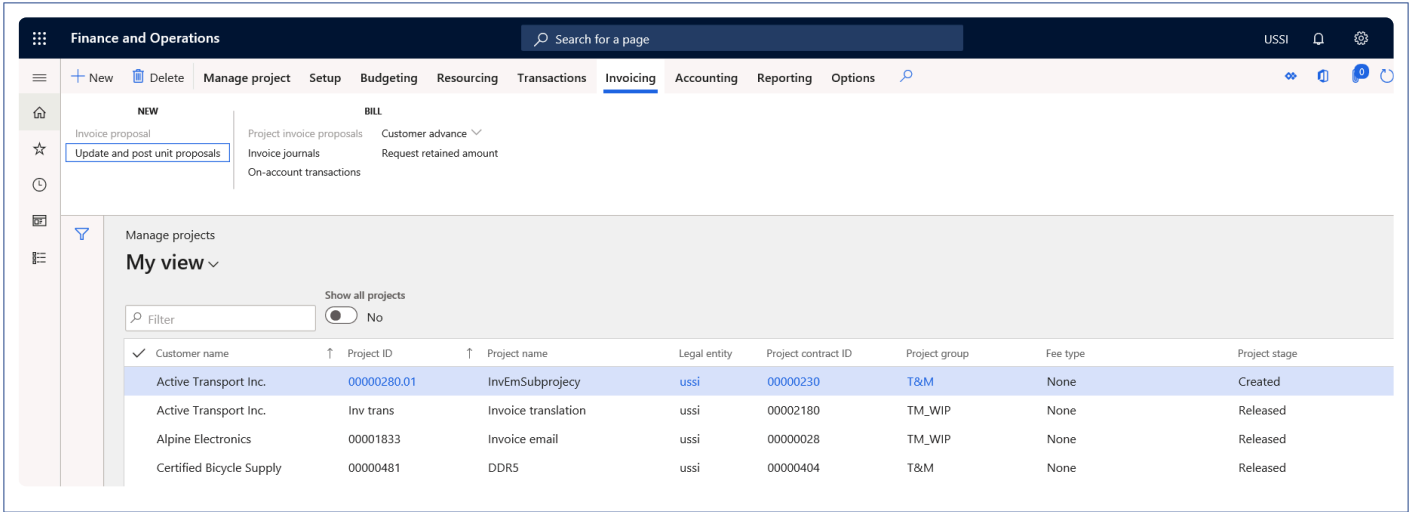 Finance and Operations Search for a page USSI
New Delete Manage project Setup Budgeting Resourcing Transactions Invoicing Accounting Reporting Options 0
NEW BILL
Invoice proposal Project invoice proposals Customer advance
Update and post unit proposals Invoice journals Request retained amount
On-account transactions
Manage projects
My view
Show all projects
Filter No
Customer name Project ID Project name Legal entity Project contract ID Project group Fee type Project stage
Active Transport Inc. 00000280.01 InvEmSubprojecy ussi 00000230 T&M None Created
Active Transport Inc. Inv trans Invoice translation ussi 00002180 TM_WIP None Released
Alpine Electronics 00001833 Invoice email ussi 00000028 TM_WIP None Released
Certified Bicycle Supply 00000481 DDR5 ussi 00000404 T&M None Released